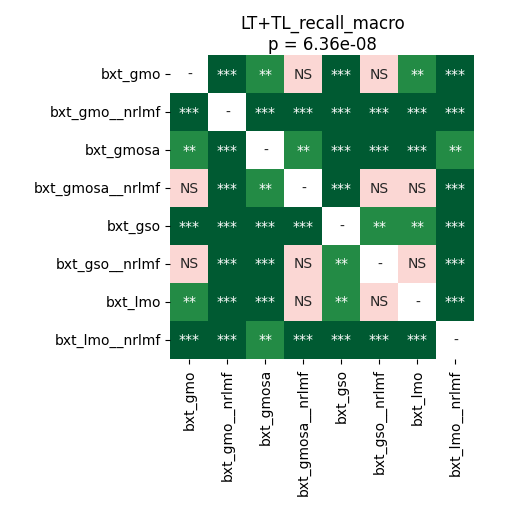 LT+TL_recall_macro
p = 6.36e-08
bxt_gmo - *** ** NS *** NS ** ***
bxt_gmo__nrlmf *** - *** *** *** *** *** ***
bxt_gmosa ** *** - ** *** *** *** **
bxt_gmosa__nrlmf NS *** ** - *** NS NS ***
bxt_gso *** *** *** *** - ** ** ***
bxt_gso__nrlmf NS *** *** NS ** - NS ***
bxt_lmo ** *** *** NS ** NS - ***
bxt_lmo__nrlmf *** *** ** *** *** *** *** -
bxt_gmo
bxt_gmo__nrlmf
bxt_gmosa
bxt_gmosa__nrlmf
bxt_gso
bxt_gso__nrlmf
bxt_lmo
bxt_lmo__nrlmf